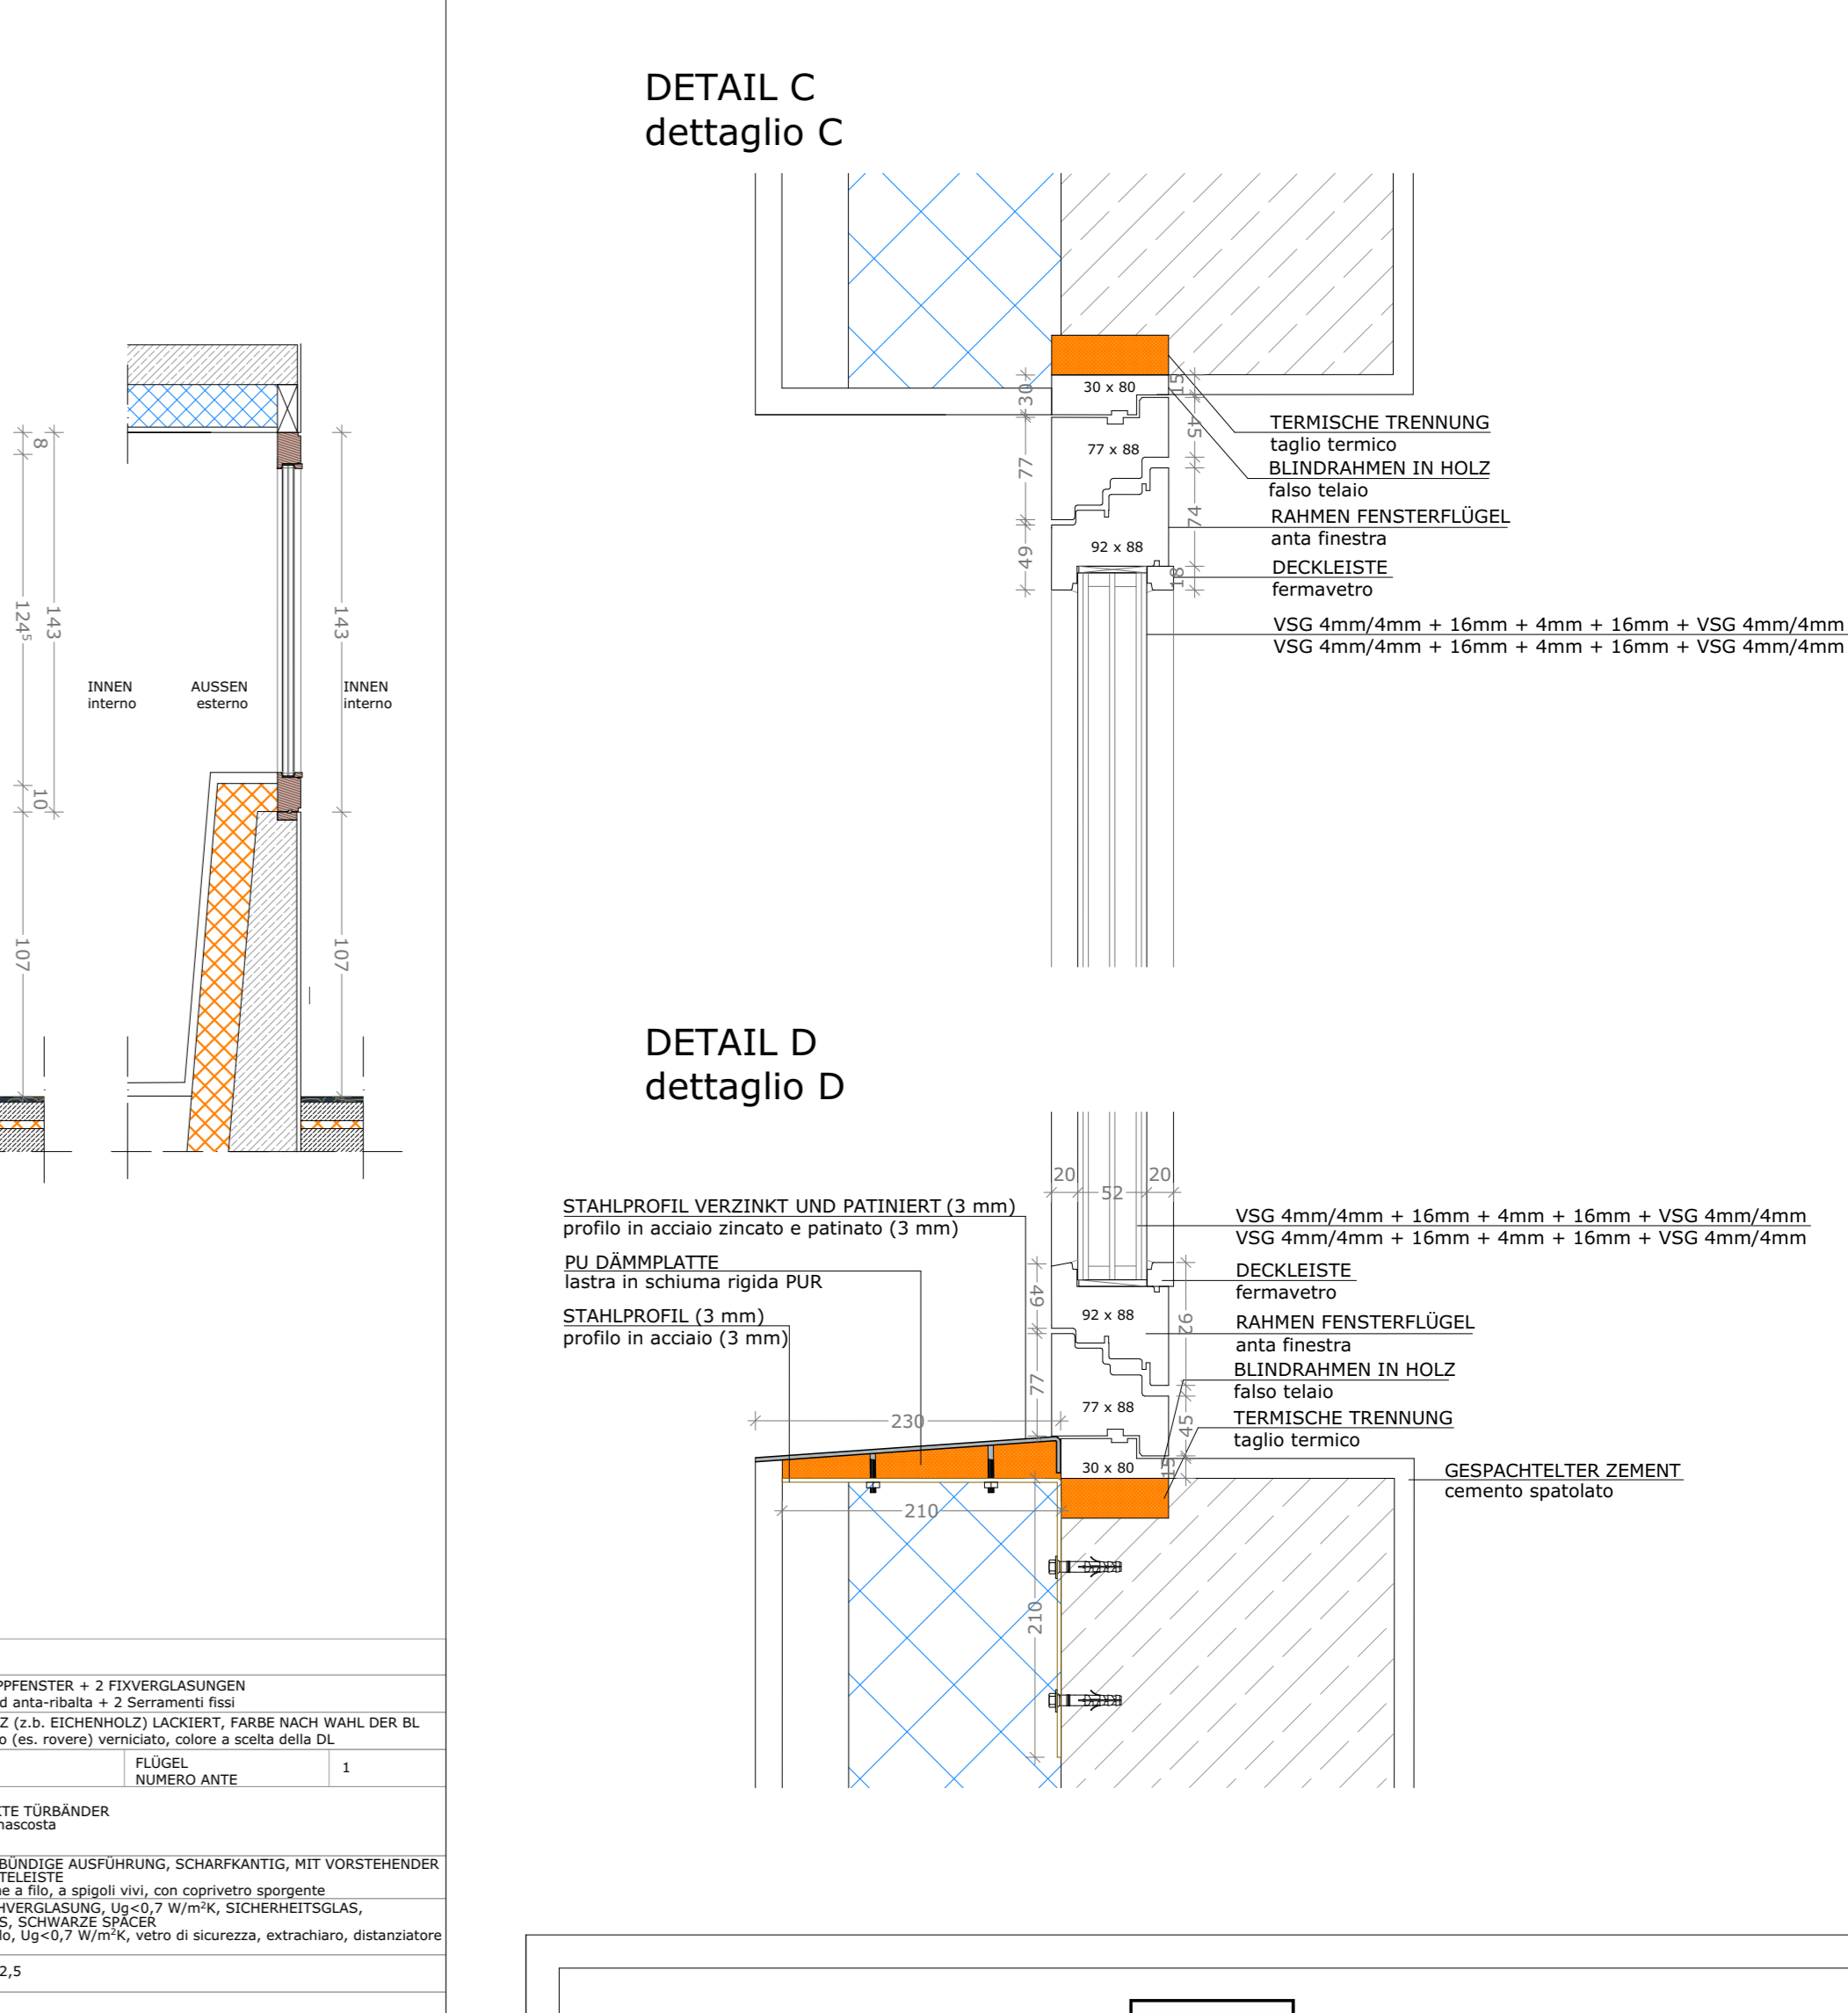 DETAIL C
dettaglio C
30 x 80
77 x 88
92 x 88
30
77
49
15
45
74
18
TERMISCHE TRENNUNG
taglio termico
BLINDRAHMEN IN HOLZ
falso telaio
RAHMEN FENSTERFLÜGEL
anta finestra
DECKLEISTE
fermavetro
VSG 4mm/4mm + 16mm + 4mm + 16mm + VSG 4mm/4mm
VSG 4mm/4mm + 16mm + 4mm + 16mm + VSG 4mm/4mm
8
124⁵
143
10
107
143
107
INNEN
interno
AUSSEN
esterno
INNEN
interno
DETAIL D
dettaglio D
20
52
20
STAHLPROFIL VERZINKT UND PATINIERT (3 mm)
profilo in acciaio zincato e patinato (3 mm)
PU DÄMMPLATTE
lastra in schiuma rigida PUR
STAHLPROFIL (3 mm)
profilo in acciaio (3 mm)
VSG 4mm/4mm + 16mm + 4mm + 16mm + VSG 4mm/4mm
VSG 4mm/4mm + 16mm + 4mm + 16mm + VSG 4mm/4mm
DECKLEISTE
fermavetro
RAHMEN FENSTERFLÜGEL
anta finestra
BLINDRAHMEN IN HOLZ
falso telaio
TERMISCHE TRENNUNG
taglio termico
GESPACHTELTER ZEMENT
cemento spatolato
49
77
92
45
15
92 x 88
77 x 88
30 x 80
230
210
210
PPFENSTER + 2 FIXVERGLASUNGEN
d anta-ribalta + 2 Serramenti fissi
Z (z.b. EICHENHOLZ) LACKIERT, FARBE NACH WAHL DER BL
o (es. rovere) verniciato, colore a scelta della DL
FLÜGEL
NUMERO ANTE
1
KTE TÜRBÄNDER
nascosta
BÜNDIGE AUSFÜHRUNG, SCHARFKANTIG, MIT VORSTEHENDER
TELEISTE
e a filo, a spigoli vivi, con coprivetro sporgente
HVERGLASUNG, Ug<0,7 W/m²K, SICHERHEITSGLAS,
S, SCHWARZE SPACER
lo, Ug<0,7 W/m²K, vetro di sicurezza, extrachiaro, distanziatore
2,5